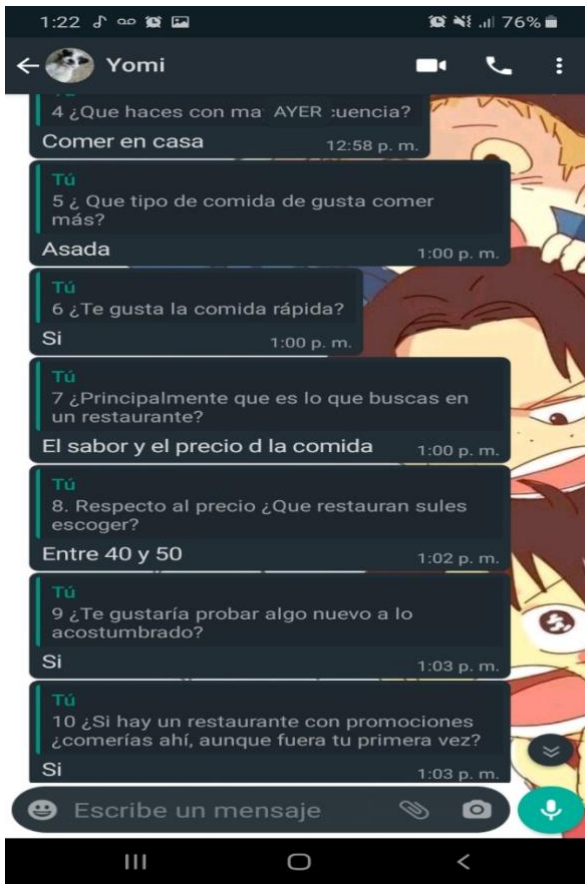 1:22 76%
Yomi
4 ¿Que haces con ma AYER :uencia?
Comer en casa 12:58 p. m.
Tú
5 ¿ Que tipo de comida de gusta comer
más?
Asada 1:00 p. m.
Tú
6 ¿Te gusta la comida rápida?
Si 1:00 p. m.
Tú
7 ¿Principalmente que es lo que buscas en
un restaurante?
El sabor y el precio d la comida 1:00 p. m.
Tú
8. Respecto al precio ¿Que restauran sules
escoger?
Entre 40 y 50 1:02 p. m.
Tú
9 ¿Te gustaría probar algo nuevo a lo
acostumbrado?
Si 1:03 p. m.
Tú
10 ¿Si hay un restaurante con promociones
¿comerías ahí, aunque fuera tu primera vez?
Si 1:03 p. m.
Escribe un mensaje